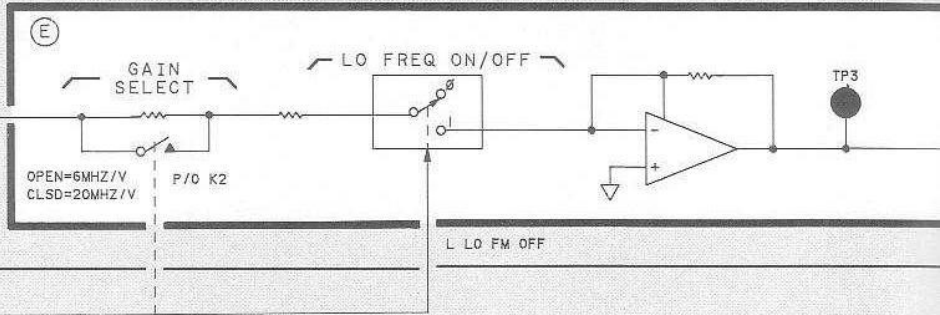 E
GAIN
SELECT
LO FREQ ON/OFF
Ø
1
-
+
TP3
OPEN=6MHZ/V
CLSD=20MHZ/V
P/O K2
L LO FM OFF